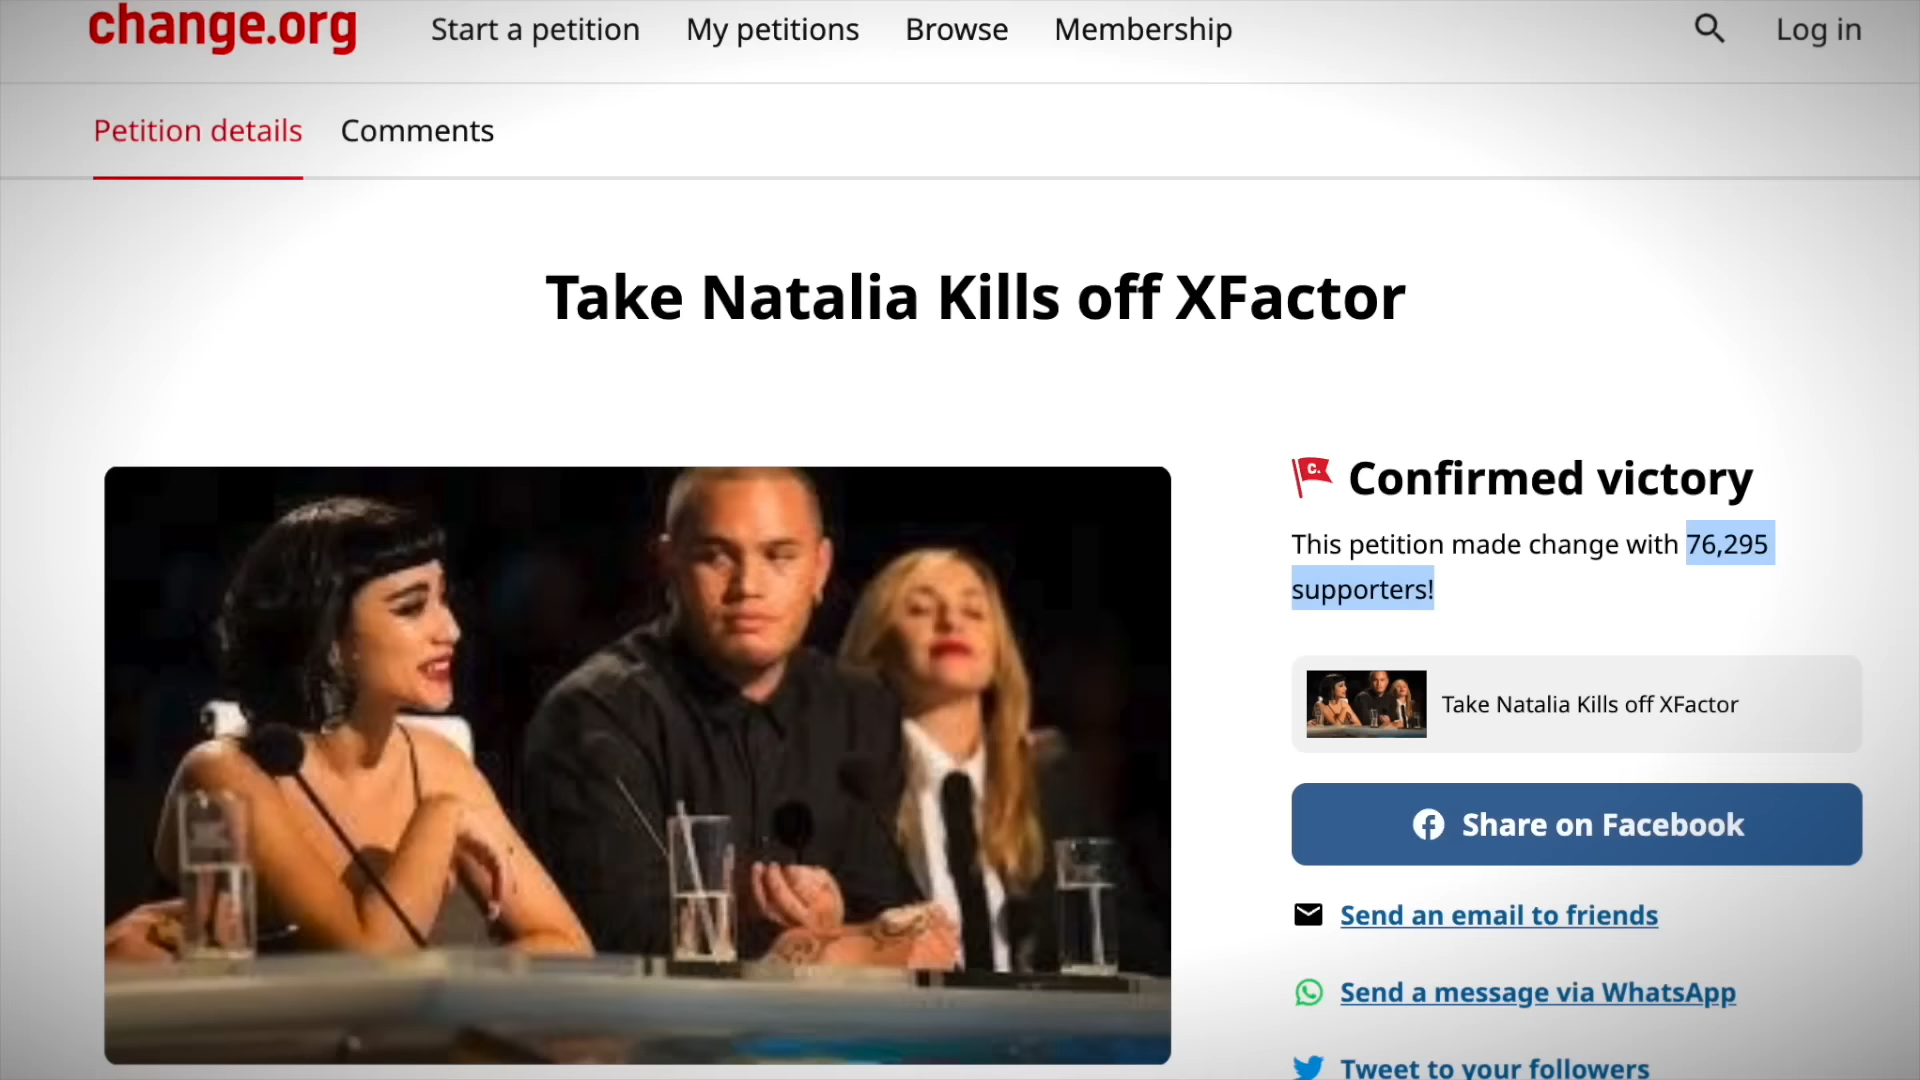 change.org
Start a petition
My petitions
Browse
Membership
Log in
Petition details
Comments
Take Natalia Kills off XFactor
C. Confirmed victory
This petition made change with 76,295
supporters!
Take Natalia Kills off XFactor
Share on Facebook
Send an email to friends
Send a message via WhatsApp
Tweet to your followers